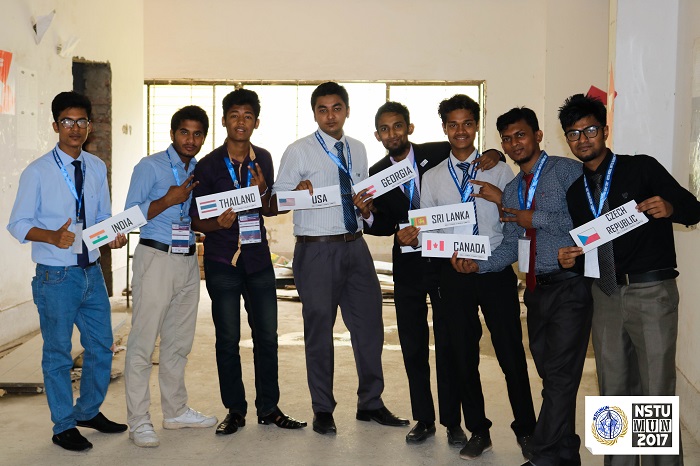 INDIA
THAILAND
USA
GEORGIA
SRI LANKA
CANADA
CZECH
REPUBLIC
NSTU
MUN
2017